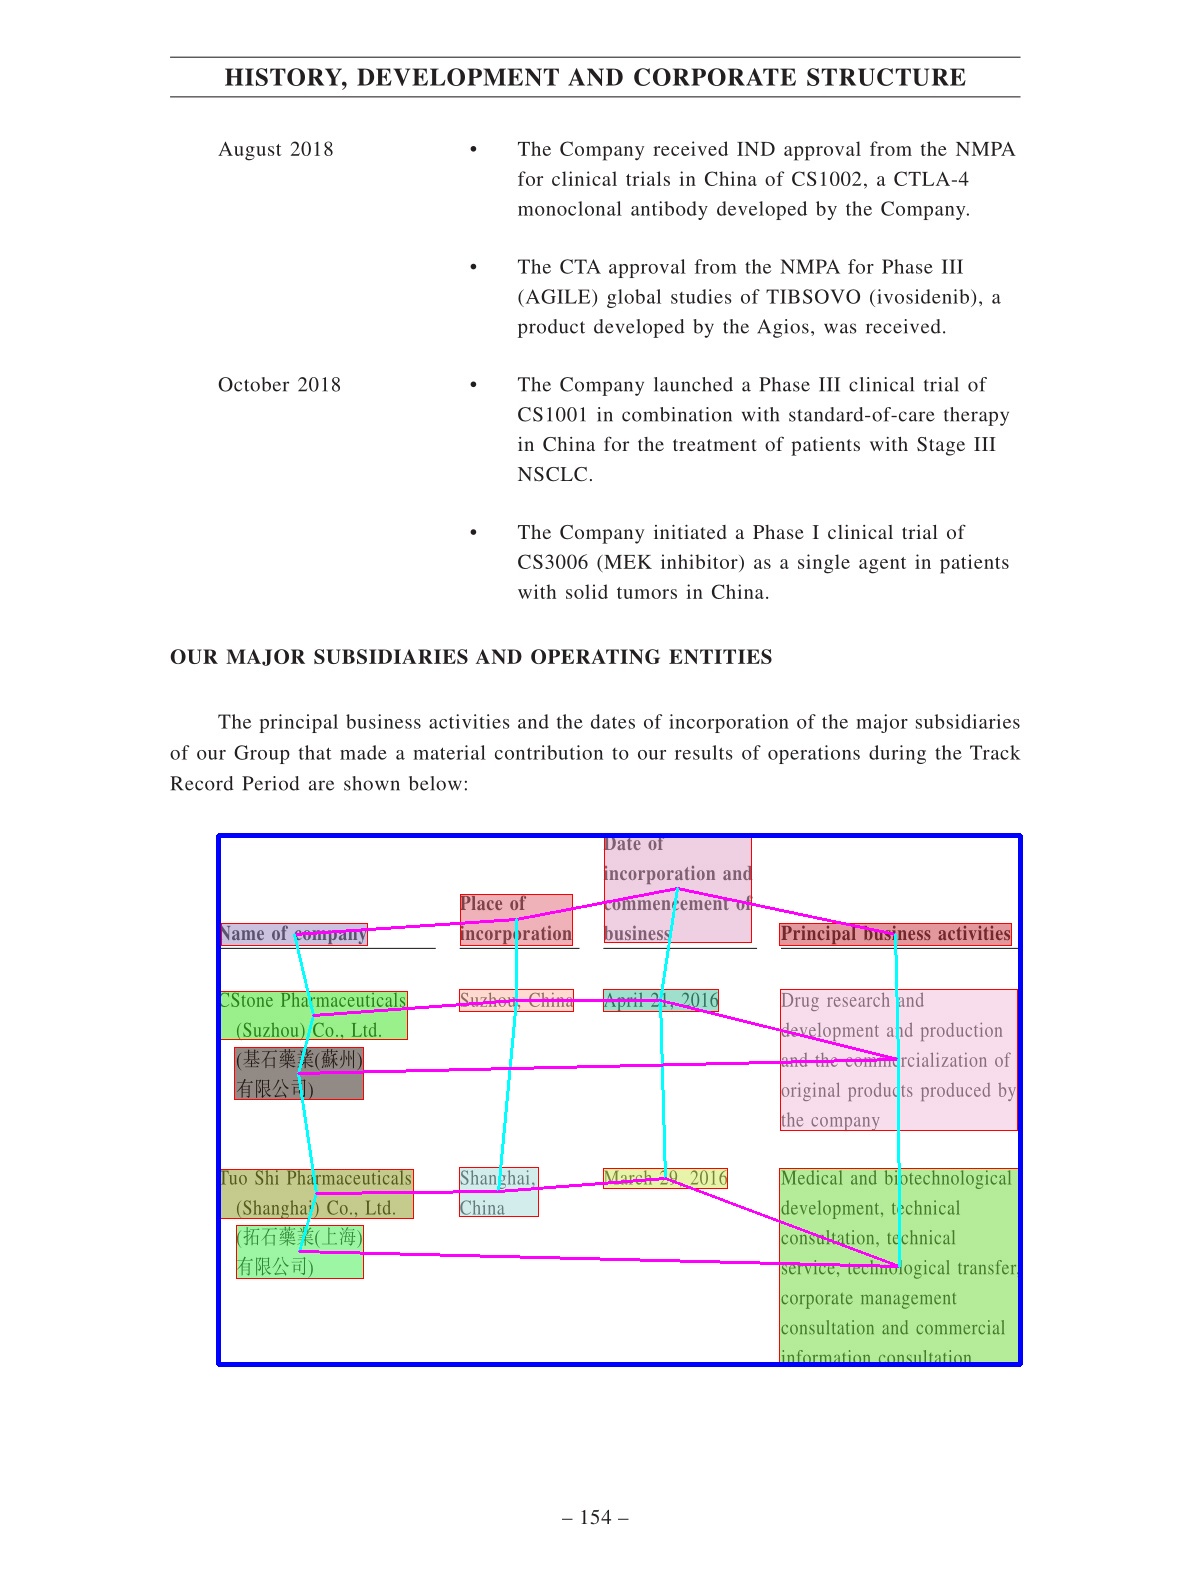 HISTORY, DEVELOPMENT AND CORPORATE STRUCTURE
August 2018
• The Company received IND approval from the NMPA
for clinical trials in China of CS1002, a CTLA-4
monoclonal antibody developed by the Company.
• The CTA approval from the NMPA for Phase III
(AGILE) global studies of TIBSOVO (ivosidenib), a
product developed by the Agios, was received.
October 2018
• The Company launched a Phase III clinical trial of
CS1001 in combination with standard-of-care therapy
in China for the treatment of patients with Stage III
NSCLC.
• The Company initiated a Phase I clinical trial of
CS3006 (MEK inhibitor) as a single agent in patients
with solid tumors in China.
OUR MAJOR SUBSIDIARIES AND OPERATING ENTITIES
The principal business activities and the dates of incorporation of the major subsidiaries
of our Group that made a material contribution to our results of operations during the Track
Record Period are shown below:
Name of company
Place of
incorporation
Date of
incorporation and
commencement of
business
Principal business activities
CStone Pharmaceuticals
(Suzhou) Co., Ltd.
(基石藥業(蘇州)
有限公司)
Suzhou, China
April 21, 2016
Drug research and
development and production
and the commercialization of
original products produced by
the company
Tuo Shi Pharmaceuticals
(Shanghai) Co., Ltd.
(拓石藥業(上海)
有限公司)
Shanghai,
China
March 29, 2016
Medical and biotechnological
development, technical
consultation, technical
service, technological transfer,
corporate management
consultation and commercial
information consultation
– 154 –